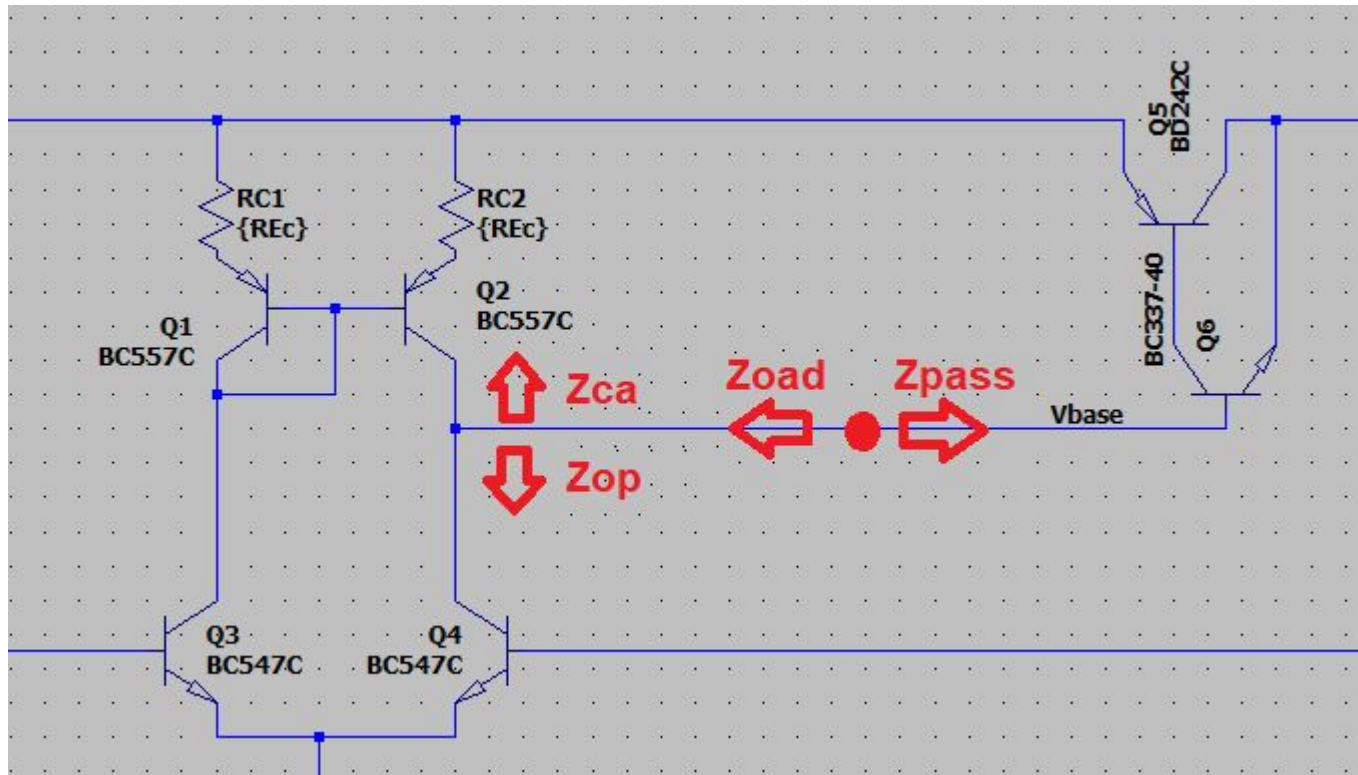 Q5
BD242C
RC1
{REc}
RC2
{REc}
Q1
BC557C
Q2
BC557C
BC337-40
Q6
Zca
Zoad
Zpass
Vbase
Zop
Q3
BC547C
Q4
BC547C